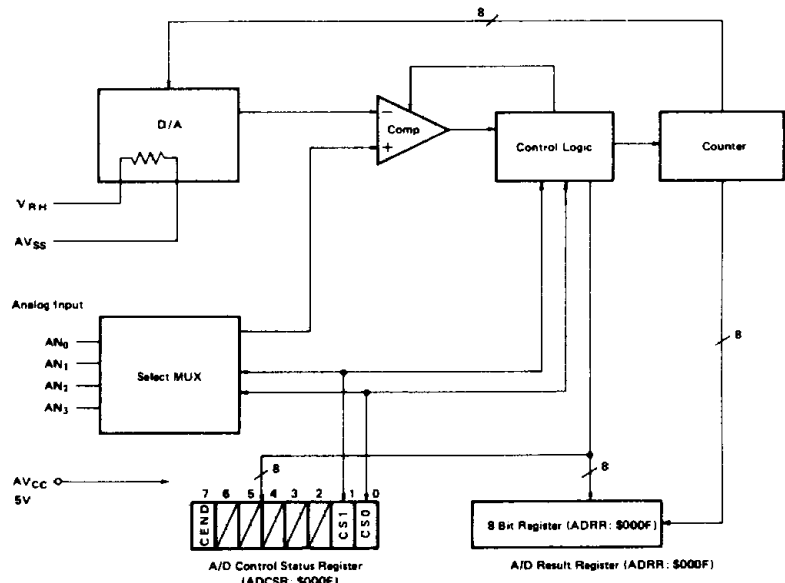 8
D/A
Comp
−
+
Control Logic
Counter
V_RH
AV_SS
Analog Input
AN₀
AN₁
AN₂
AN₃
Select MUX
8
AV_CC
5V
8
8
7 6 5 4 3 2 1 0
CEND
CS1
CS0
8 Bit Register (ADRR: $000F)
A/D Control Status Register
(ADCSR:
A/D Result Register (ADRR: $000F)